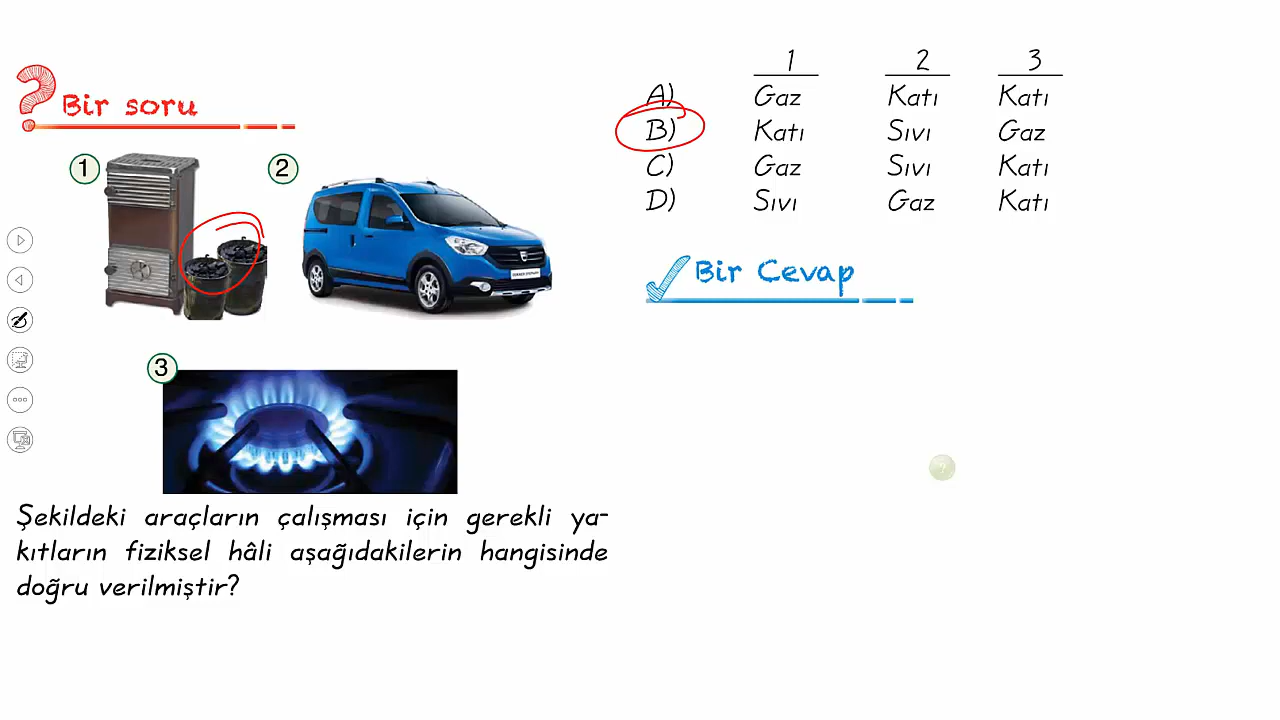 Bir soru
1
2
3
Şekildeki araçların çalışması için gerekli ya-
kıtların fiziksel hâli aşağıdakilerin hangisinde
doğru verilmiştir?
1 2 3
A) Gaz Katı Katı
B) Katı Sıvı Gaz
C) Gaz Sıvı Katı
D) Sıvı Gaz Katı
Bir Cevap